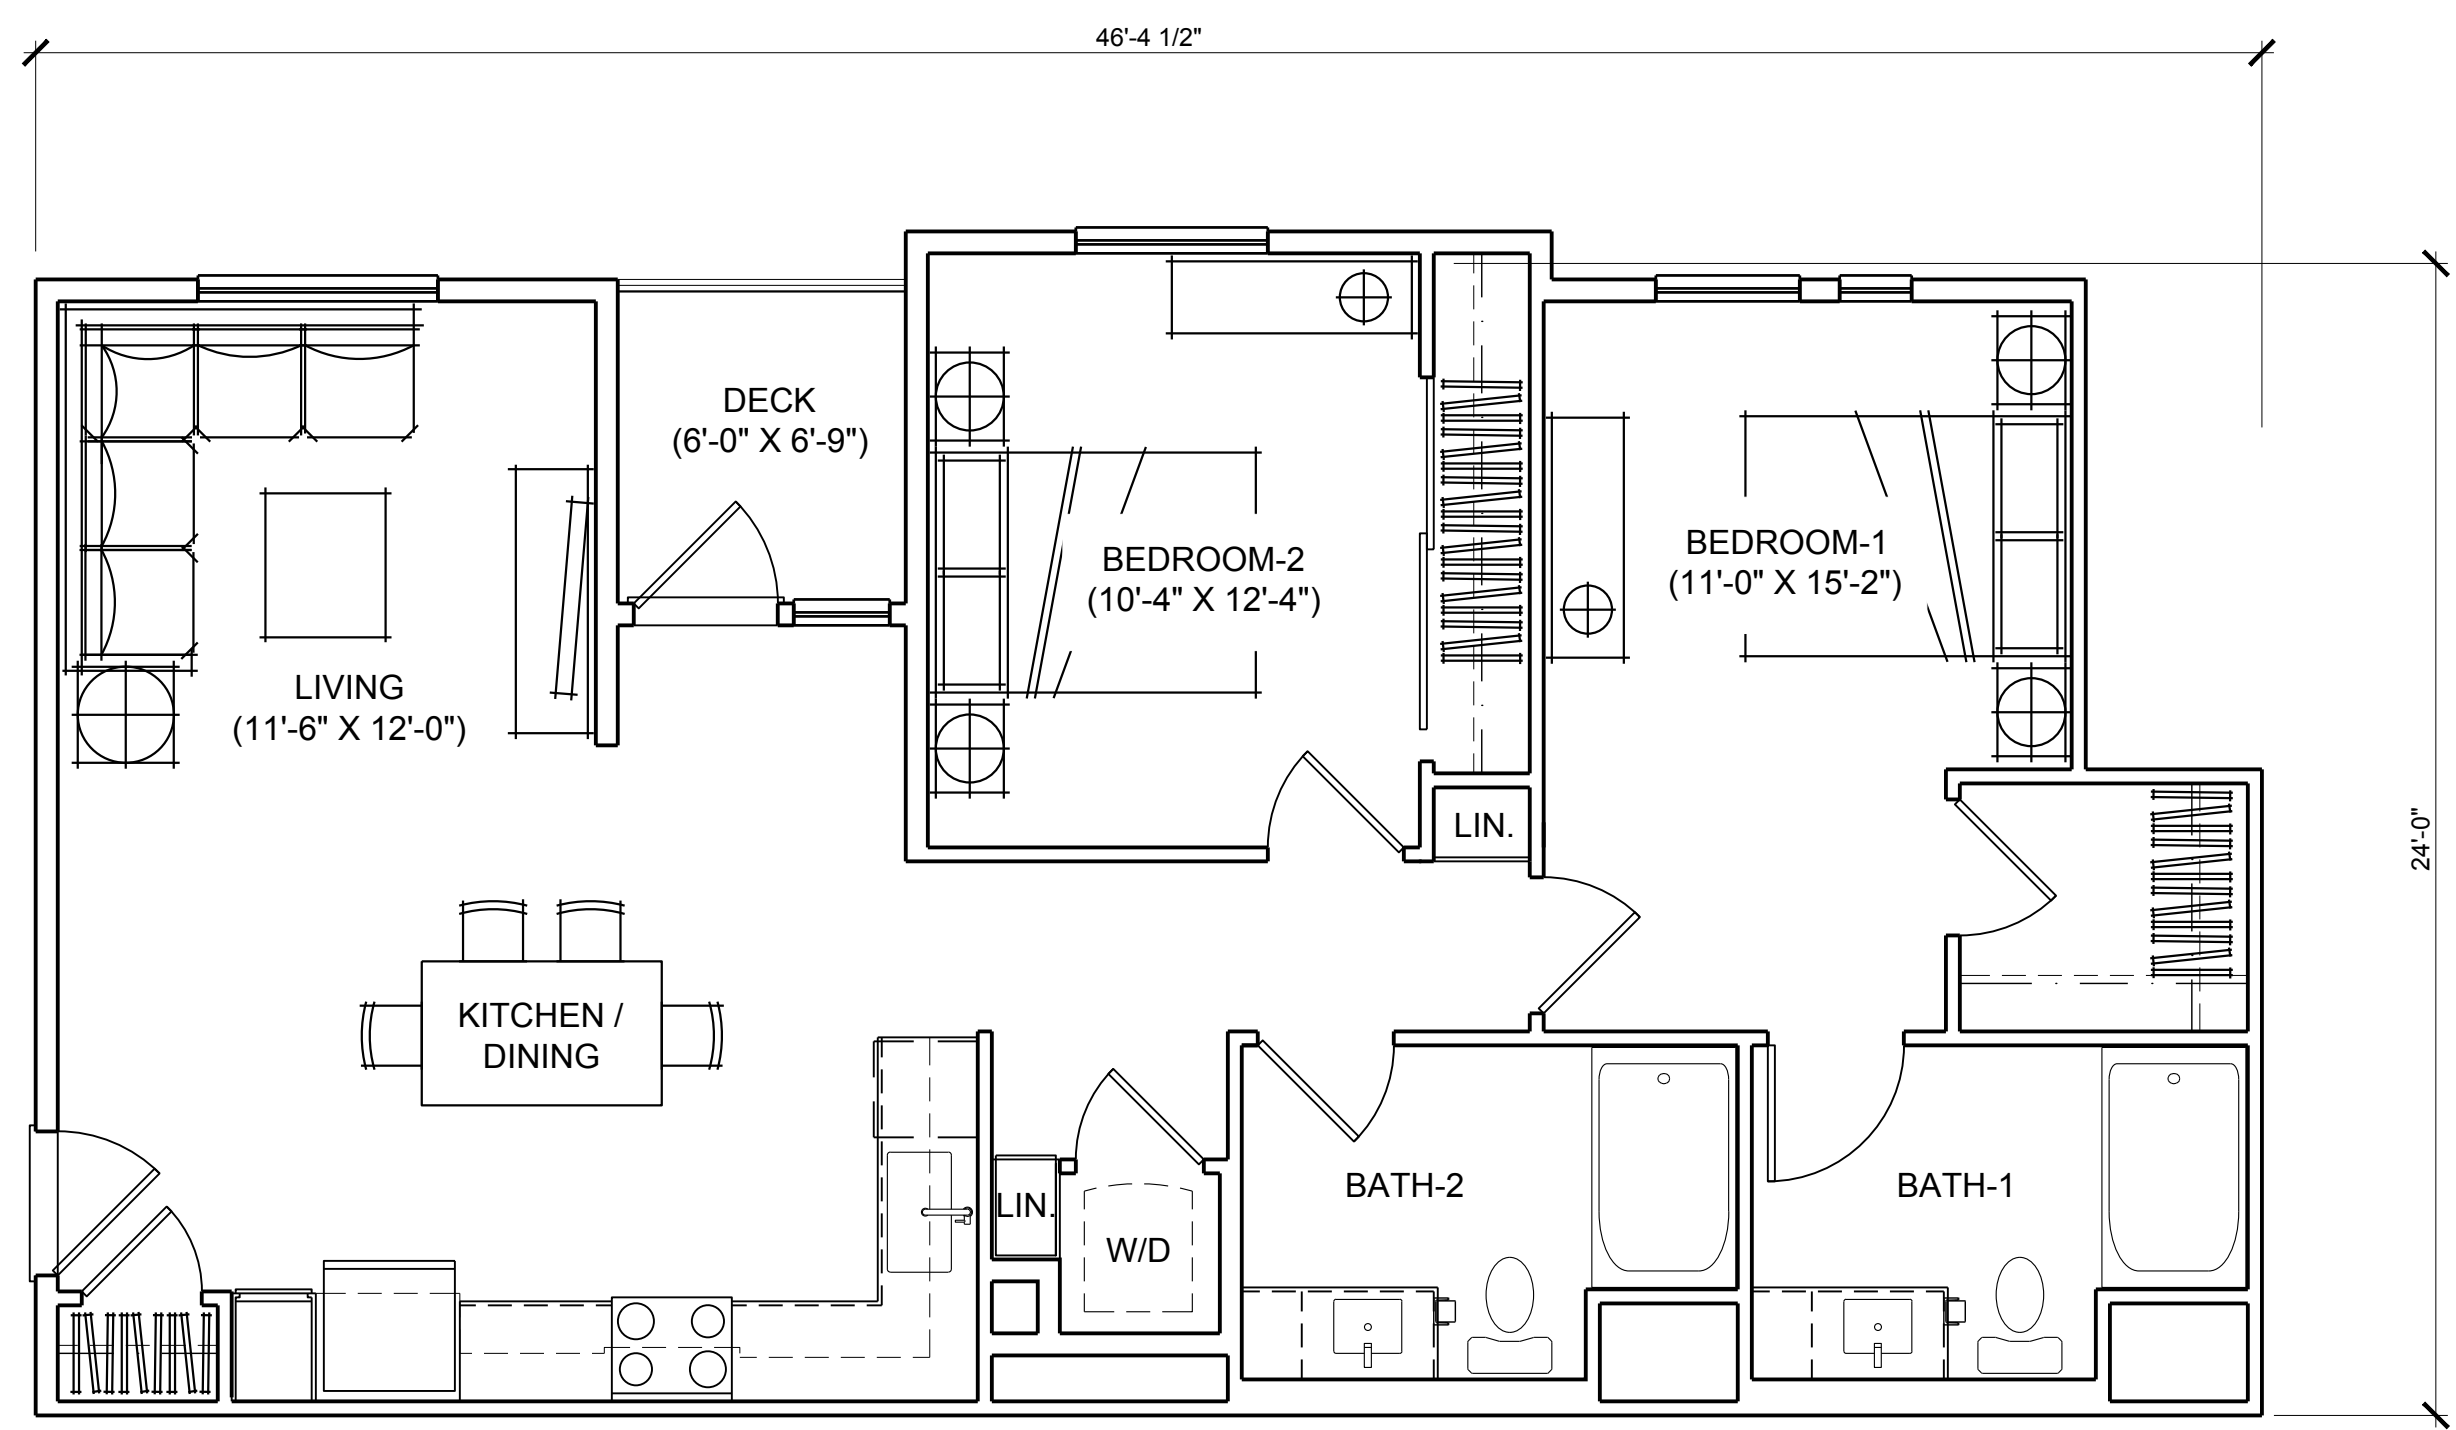 46'-4 1/2"
DECK
(6'-0" X 6'-9")
BEDROOM-2
(10'-4" X 12'-4")
BEDROOM-1
(11'-0" X 15'-2")
LIVING
(11'-6" X 12'-0")
LIN.
24'-0"
KITCHEN /
DINING
LIN.
W/D
BATH-2
BATH-1